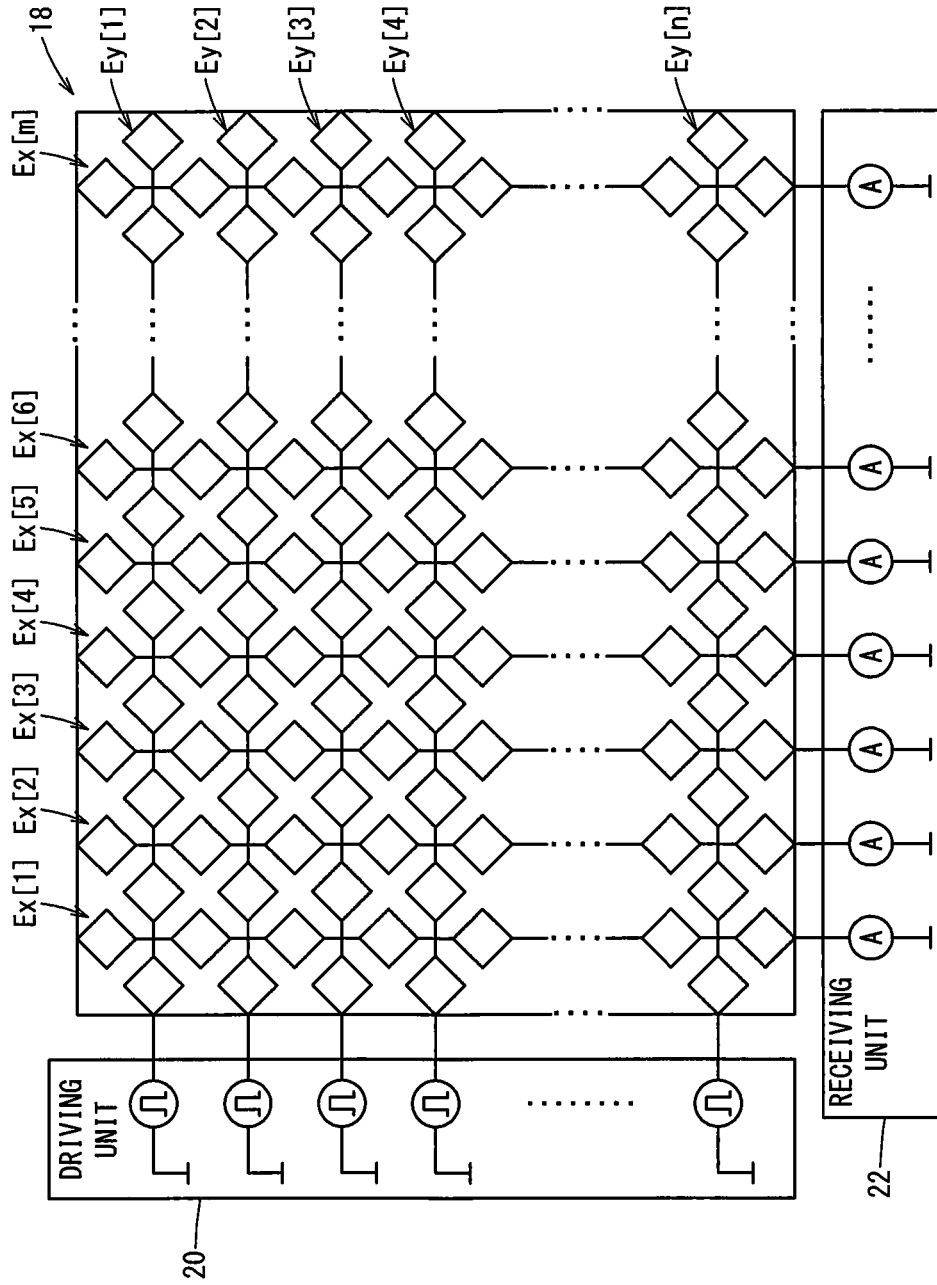 18
Ex[1]
Ex[2]
Ex[3]
Ex[4]
Ex[5]
Ex[6]
Ex[m]
Ey[1]
Ey[2]
Ey[3]
Ey[4]
Ey[n]
DRIVING
UNIT
20
RECEIVING
UNIT
22
A
A
A
A
A
A
A